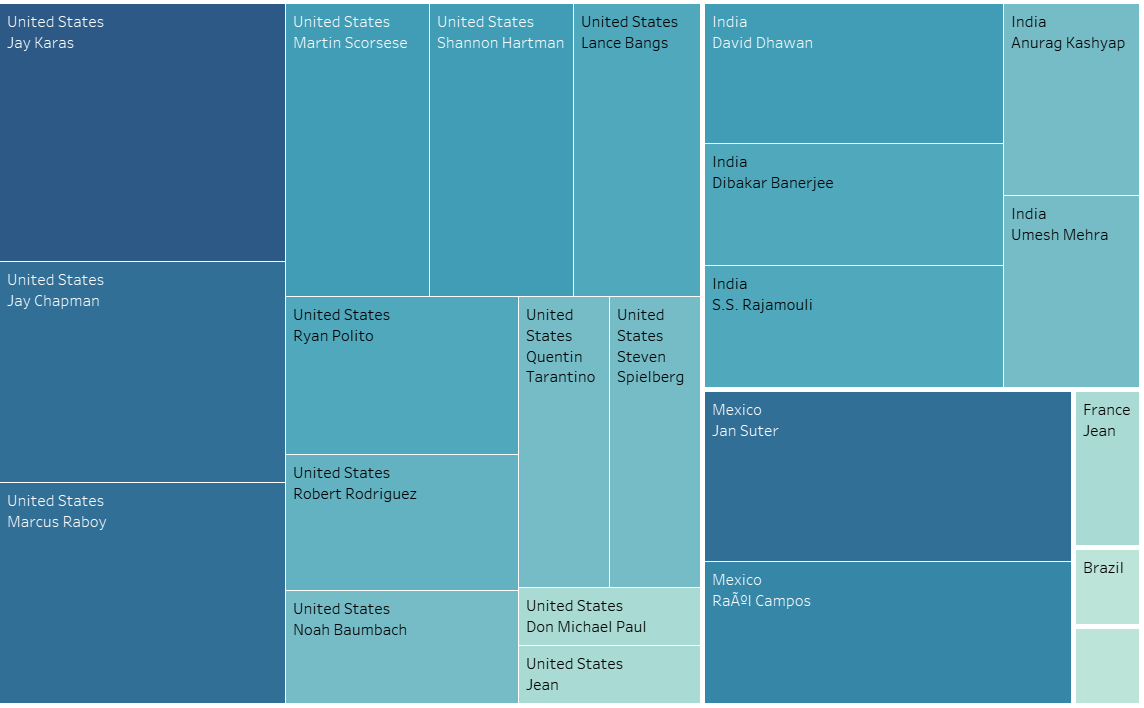 United States
Jay Karas
United States
Jay Chapman
United States
Marcus Raboy
United States
Martin Scorsese
United States
Shannon Hartman
United States
Lance Bangs
United States
Ryan Polito
United States
Robert Rodriguez
United States
Noah Baumbach
United
States
Quentin
Tarantino
United
States
Steven
Spielberg
United States
Don Michael Paul
United States
Jean
India
David Dhawan
India
Dibakar Banerjee
India
S.S. Rajamouli
India
Anurag Kashyap
India
Umesh Mehra
Mexico
Jan Suter
Mexico
RaÃºl Campos
France
Jean
Brazil